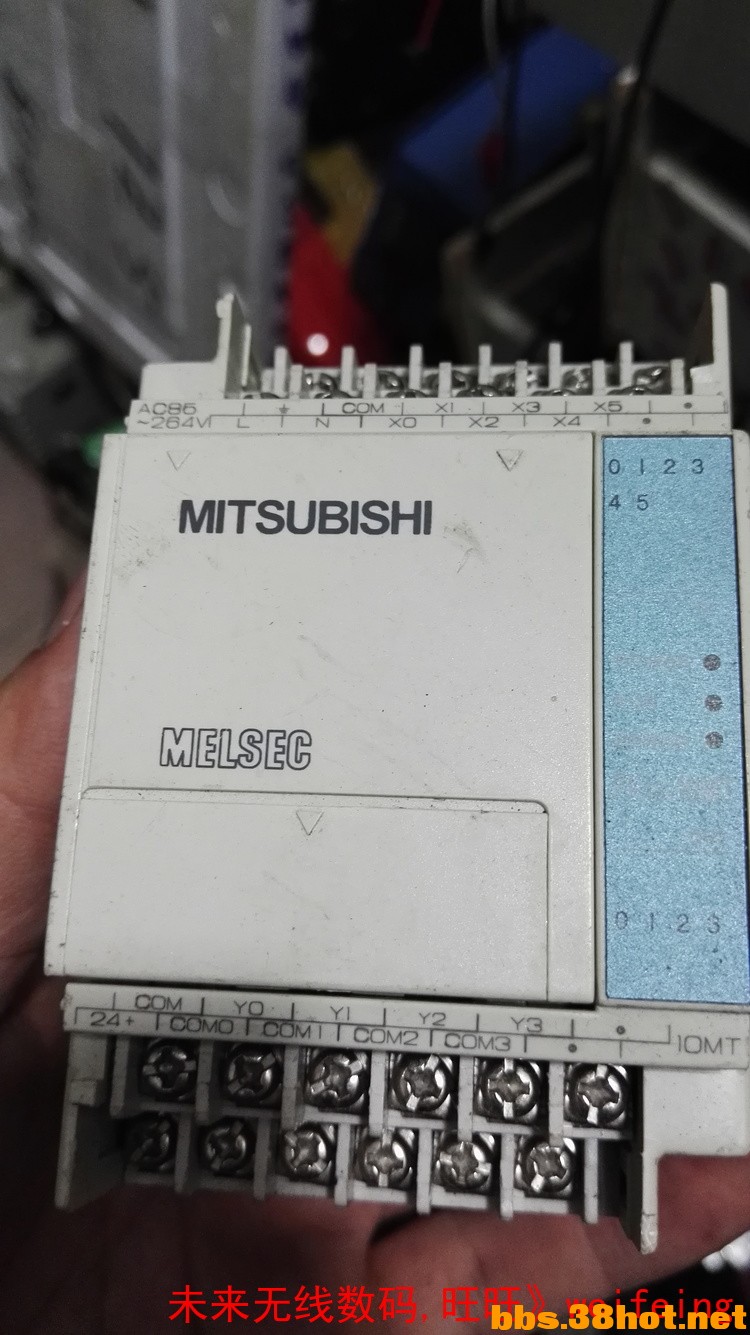 AC85 L ⏚ N COM X1 X3 X5 •
~264V X0 X2 X4 •
0 1 2 3
4 5
MITSUBISHI
MELSEC
0 1 2 3
COM Y0 Y1 Y2 Y3 •
24+ COM0 COM1 COM2 COM3 • 10MT
未来无线数码,旺旺》weifeing
bbs.38hot.net